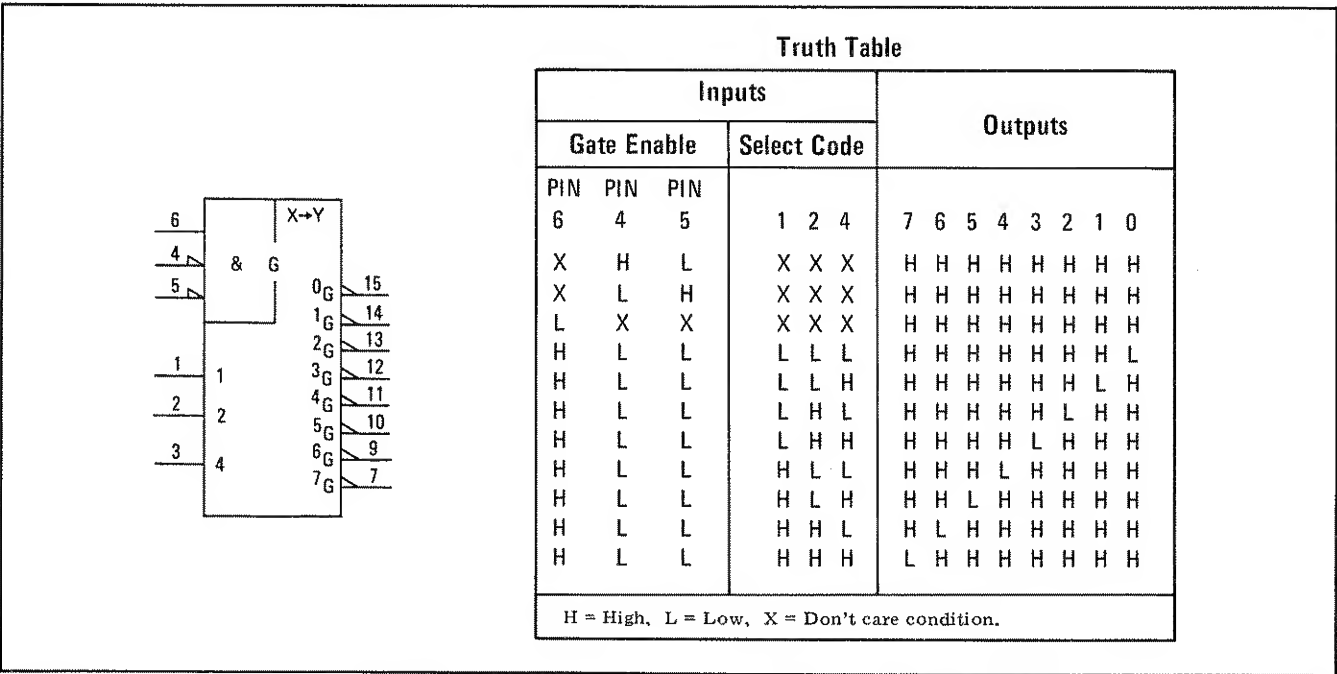 Truth Table
Inputs
Outputs
Gate Enable Select Code
PIN PIN PIN
6 4 5 1 2 4 7 6 5 4 3 2 1 0
X H L X X X H H H H H H H H
X L H X X X H H H H H H H H
L X X X X X H H H H H H H H
H L L L L L H H H H H H H L
H L L L L H H H H H H H L H
H L L L H L H H H H H L H H
H L L L H H H H H H L H H H
H L L H L L H H H L H H H H
H L L H L H H H L H H H H H
H L L H H L H L H H H H H H
H L L H H H L H H H H H H H
H = High, L = Low, X = Don't care condition.
6
4
5
& G
X→Y
0G 15
1G 14
2G 13
3G 12
4G 11
5G 10
6G 9
7G 7
1 1
2 2
3 4